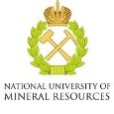 NATIONAL UNIVERSITY OF
MINERAL RESOURCES